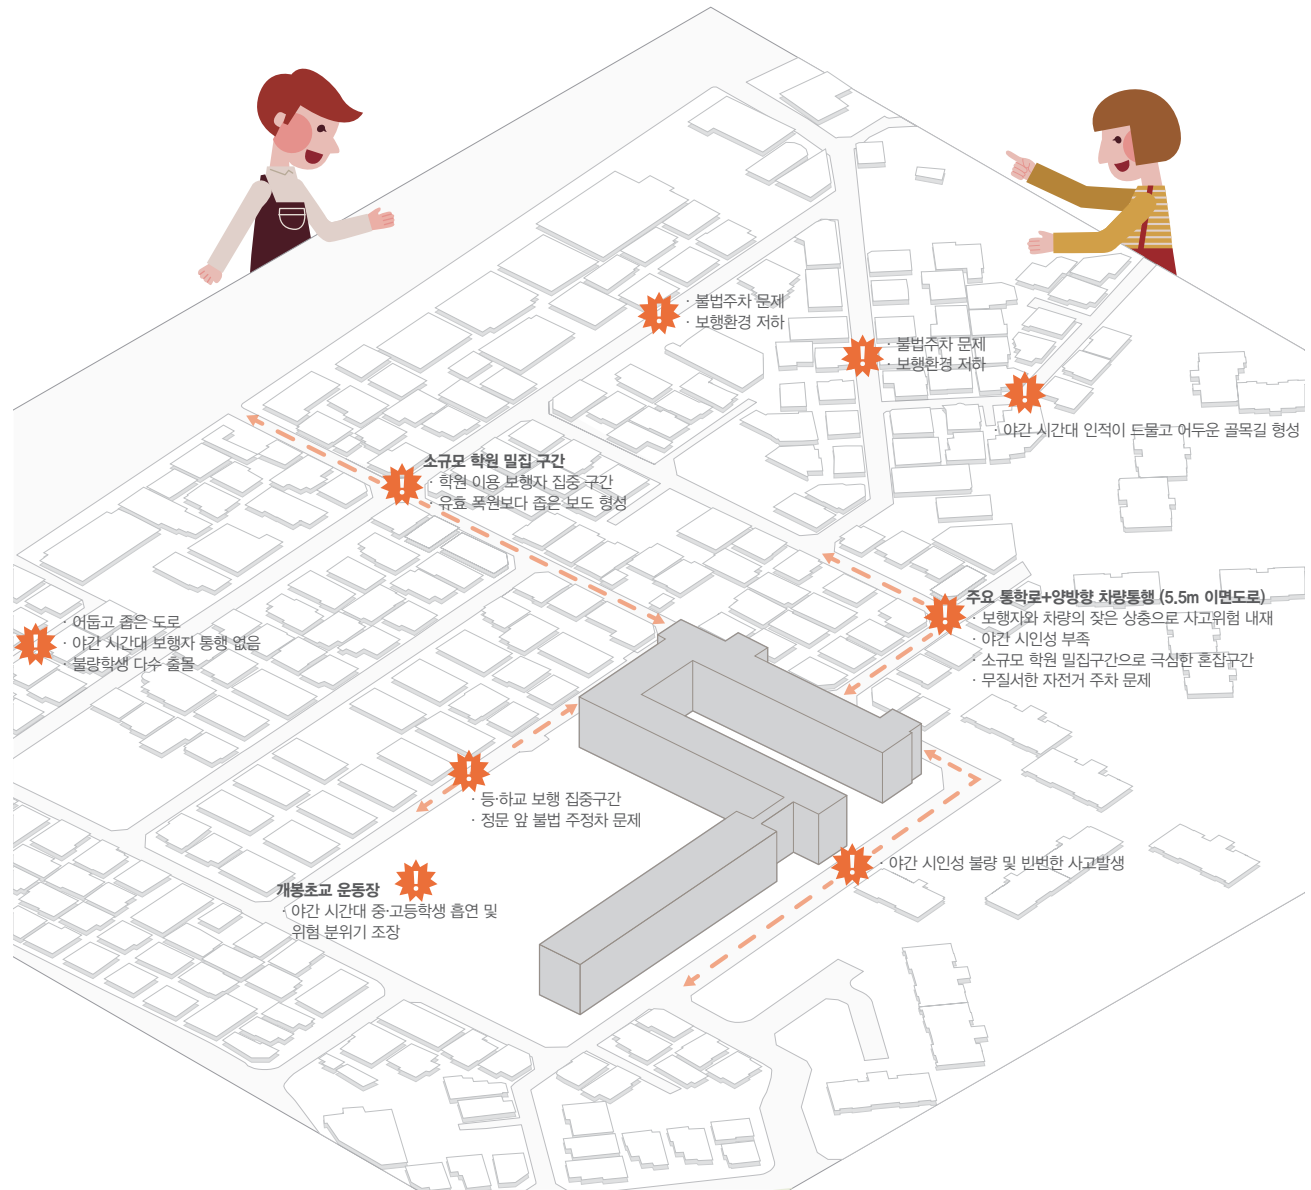 · 불법주차 문제
· 보행환경 저하
· 불법주차 문제
· 보행환경 저하
· 야간 시간대 인적이 드물고 어두운 골목길 형성
소규모 학원 밀집 구간
· 학원 이용 보행자 집중 구간
· 유효 폭원보다 좁은 보도 형성
주요 통학로+양방향 차량통행 (5.5m 이면도로)
· 보행자와 차량의 잦은 상충으로 사고위험 내재
· 야간 시인성 부족
· 소규모 학원 밀집구간으로 극심한 혼잡구간
· 무질서한 자전거 주차 문제
· 어둡고 좁은 도로
· 야간 시간대 보행자 통행 없음
· 불량학생 다수 출몰
· 등·하교 보행 집중구간
· 정문 앞 불법 주정차 문제
· 야간 시인성 불량 및 빈번한 사고발생
개봉초교 운동장
· 야간 시간대 중·고등학생 흡연 및
위험 분위기 조장